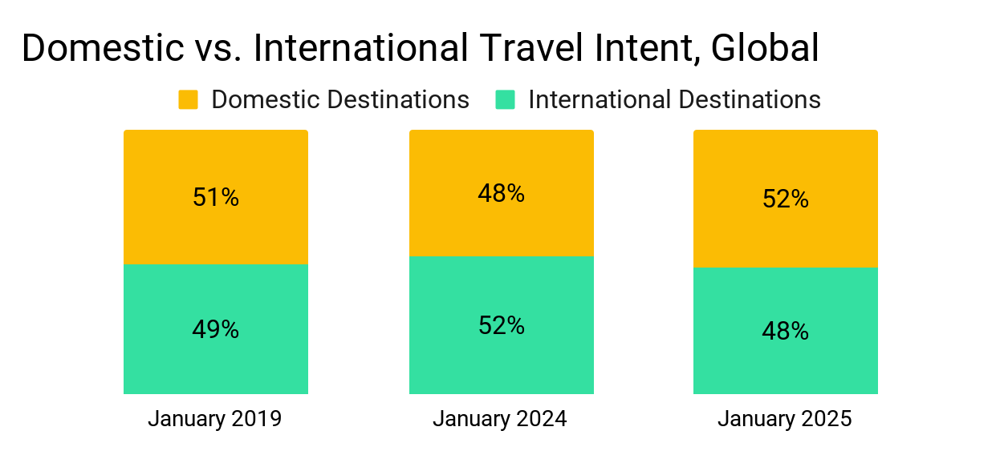 Domestic vs. International Travel Intent, Global
Domestic Destinations International Destinations
51% 48% 52%
49% 52% 48%
January 2019 January 2024 January 2025